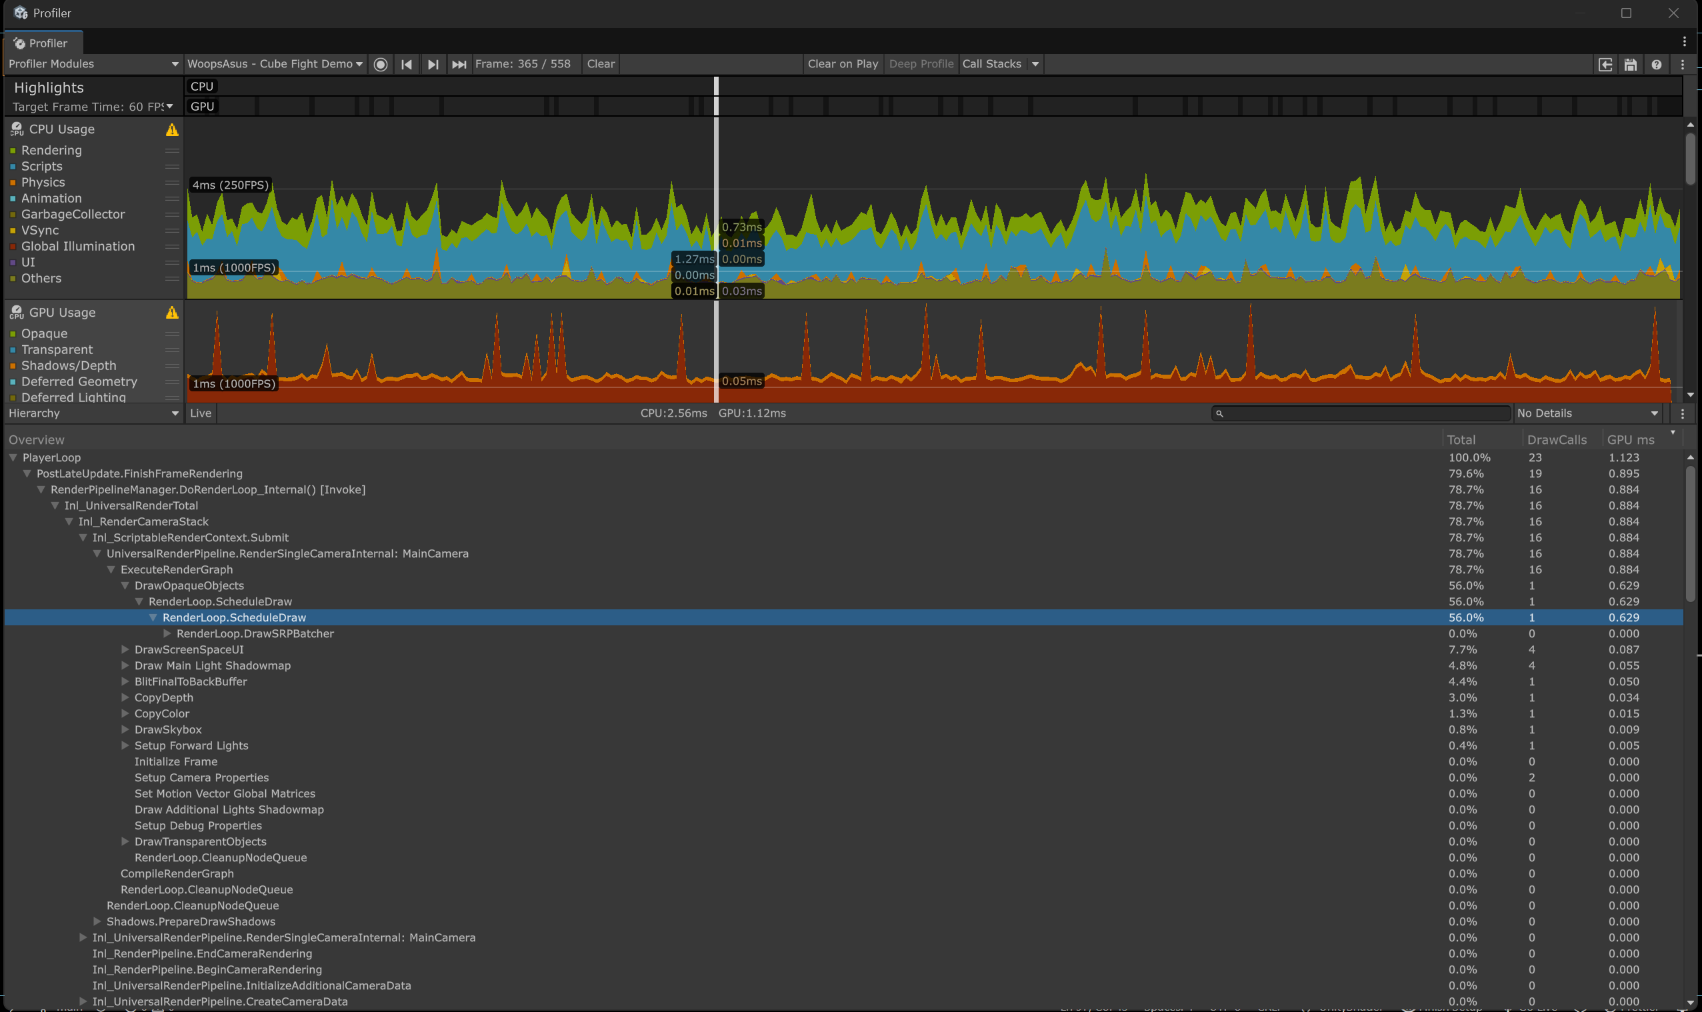 Profiler
Profiler
Profiler Modules WoopsAsus - Cube Fight Demo Frame: 365 / 558 Clear Clear on Play Deep Profile Call Stacks
Highlights CPU
Target Frame Time: 60 FPS GPU
CPU Usage
Rendering
Scripts
Physics
Animation
GarbageCollector
VSync
Global Illumination
UI
Others
4ms (250FPS)
1ms (1000FPS)
0.73ms
0.01ms
1.27ms 0.00ms
0.00ms
0.01ms 0.03ms
GPU Usage
Opaque
Transparent
Shadows/Depth
Deferred Geometry
Deferred Lighting
1ms (1000FPS)
0.05ms
Hierarchy Live CPU:2.56ms GPU:1.12ms No Details
Overview Total DrawCalls GPU ms
PlayerLoop 100.0% 23 1.123
PostLateUpdate.FinishFrameRendering 79.6% 19 0.895
RenderPipelineManager.DoRenderLoop_Internal() [Invoke] 78.7% 16 0.884
Inl_UniversalRenderTotal 78.7% 16 0.884
Inl_RenderCameraStack 78.7% 16 0.884
Inl_ScriptableRenderContext.Submit 78.7% 16 0.884
UniversalRenderPipeline.RenderSingleCameraInternal: MainCamera 78.7% 16 0.884
ExecuteRenderGraph 78.7% 16 0.884
DrawOpaqueObjects 56.0% 1 0.629
RenderLoop.ScheduleDraw 56.0% 1 0.629
RenderLoop.ScheduleDraw 56.0% 1 0.629
RenderLoop.DrawSRPBatcher 0.0% 0 0.000
DrawScreenSpaceUI 7.7% 4 0.087
Draw Main Light Shadowmap 4.8% 4 0.055
BlitFinalToBackBuffer 4.4% 1 0.050
CopyDepth 3.0% 1 0.034
CopyColor 1.3% 1 0.015
DrawSkybox 0.8% 1 0.009
Setup Forward Lights 0.4% 1 0.005
Initialize Frame 0.0% 0 0.000
Setup Camera Properties 0.0% 2 0.000
Set Motion Vector Global Matrices 0.0% 0 0.000
Draw Additional Lights Shadowmap 0.0% 0 0.000
Setup Debug Properties 0.0% 0 0.000
DrawTransparentObjects 0.0% 0 0.000
RenderLoop.CleanupNodeQueue 0.0% 0 0.000
CompileRenderGraph 0.0% 0 0.000
RenderLoop.CleanupNodeQueue 0.0% 0 0.000
RenderLoop.CleanupNodeQueue 0.0% 0 0.000
Shadows.PrepareDrawShadows 0.0% 0 0.000
Inl_UniversalRenderPipeline.RenderSingleCameraInternal: MainCamera 0.0% 0 0.000
Inl_RenderPipeline.EndCameraRendering 0.0% 0 0.000
Inl_RenderPipeline.BeginCameraRendering 0.0% 0 0.000
Inl_UniversalRenderPipeline.InitializeAdditionalCameraData 0.0% 0 0.000
Inl_UniversalRenderPipeline.CreateCameraData 0.0% 0 0.000